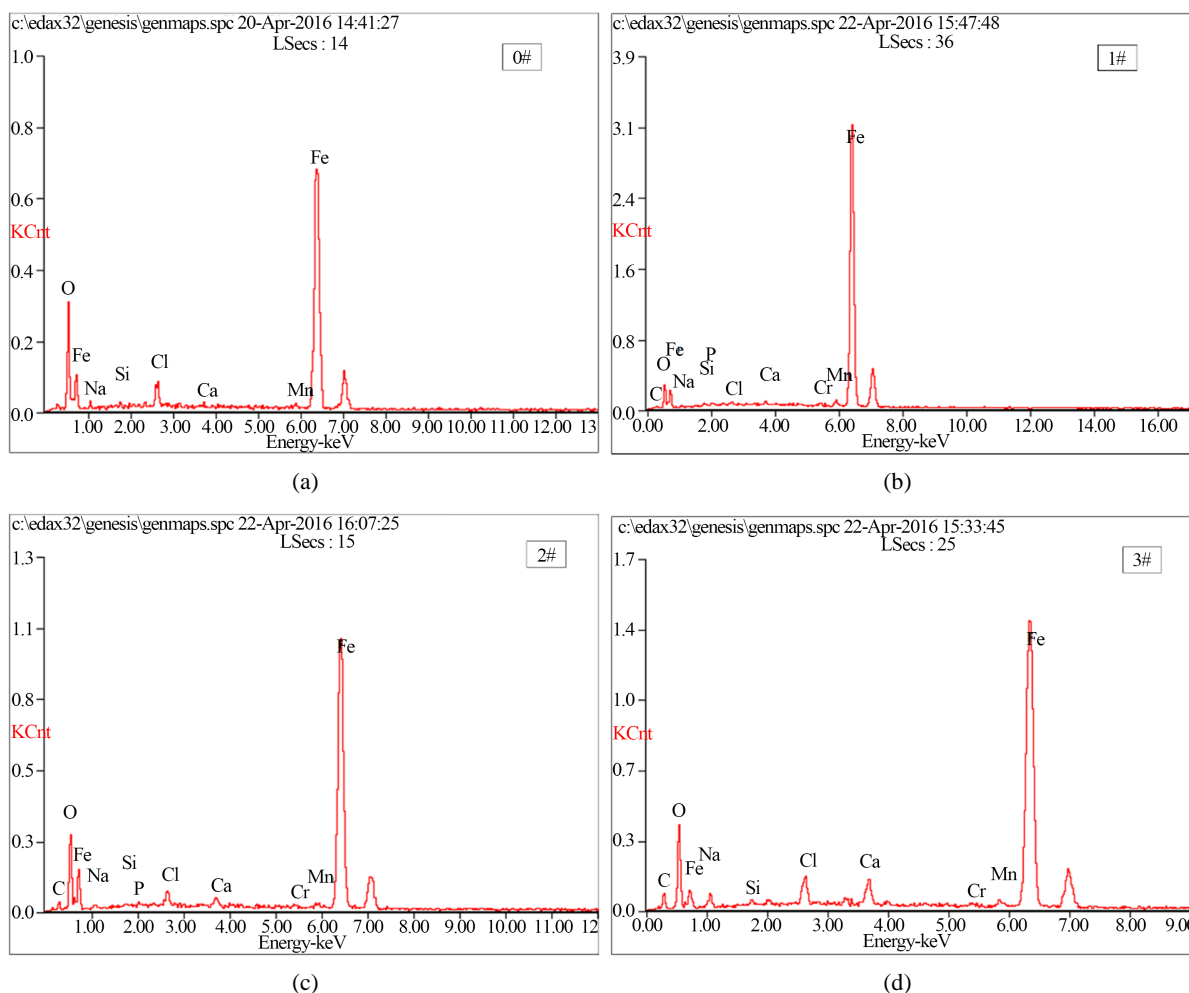 c:\edax32\genesis\genmaps.spc 20-Apr-2016 14:41:27
LSecs : 14
0#
1.0
0.8
0.6
KCnt
0.4
0.2
0.0
Fe
O
Fe
Na
Si
Cl
Ca
Mn
1.00 2.00 3.00 4.00 5.00 6.00 7.00 8.00 9.00 10.00 11.00 12.00 13
Energy-keV
(a)
c:\edax32\genesis\genmaps.spc 22-Apr-2016 15:47:48
LSecs : 36
1#
3.9
3.1
2.4
KCnt
1.6
0.8
0.0
Fe
C
O
Fe
Na
P
Si
Cl
Ca
Cr
Mn
0.00 2.00 4.00 6.00 8.00 10.00 12.00 14.00 16.00
Energy-keV
(b)
c:\edax32\genesis\genmaps.spc 22-Apr-2016 16:07:25
LSecs : 15
2#
1.3
1.1
0.8
KCnt
0.5
0.3
0.0
Fe
O
C
Fe
Na
Si
P
Cl
Ca
Cr
Mn
1.00 2.00 3.00 4.00 5.00 6.00 7.00 8.00 9.00 10.00 11.00 12.00
Energy-keV
(c)
c:\edax32\genesis\genmaps.spc 22-Apr-2016 15:33:45
LSecs : 25
3#
1.7
1.4
1.0
KCnt
0.7
0.3
0.0
Fe
O
C
Fe
Na
Si
Cl
Ca
Cr
Mn
0.00 1.00 2.00 3.00 4.00 5.00 6.00 7.00 8.00 9.00
Energy-keV
(d)